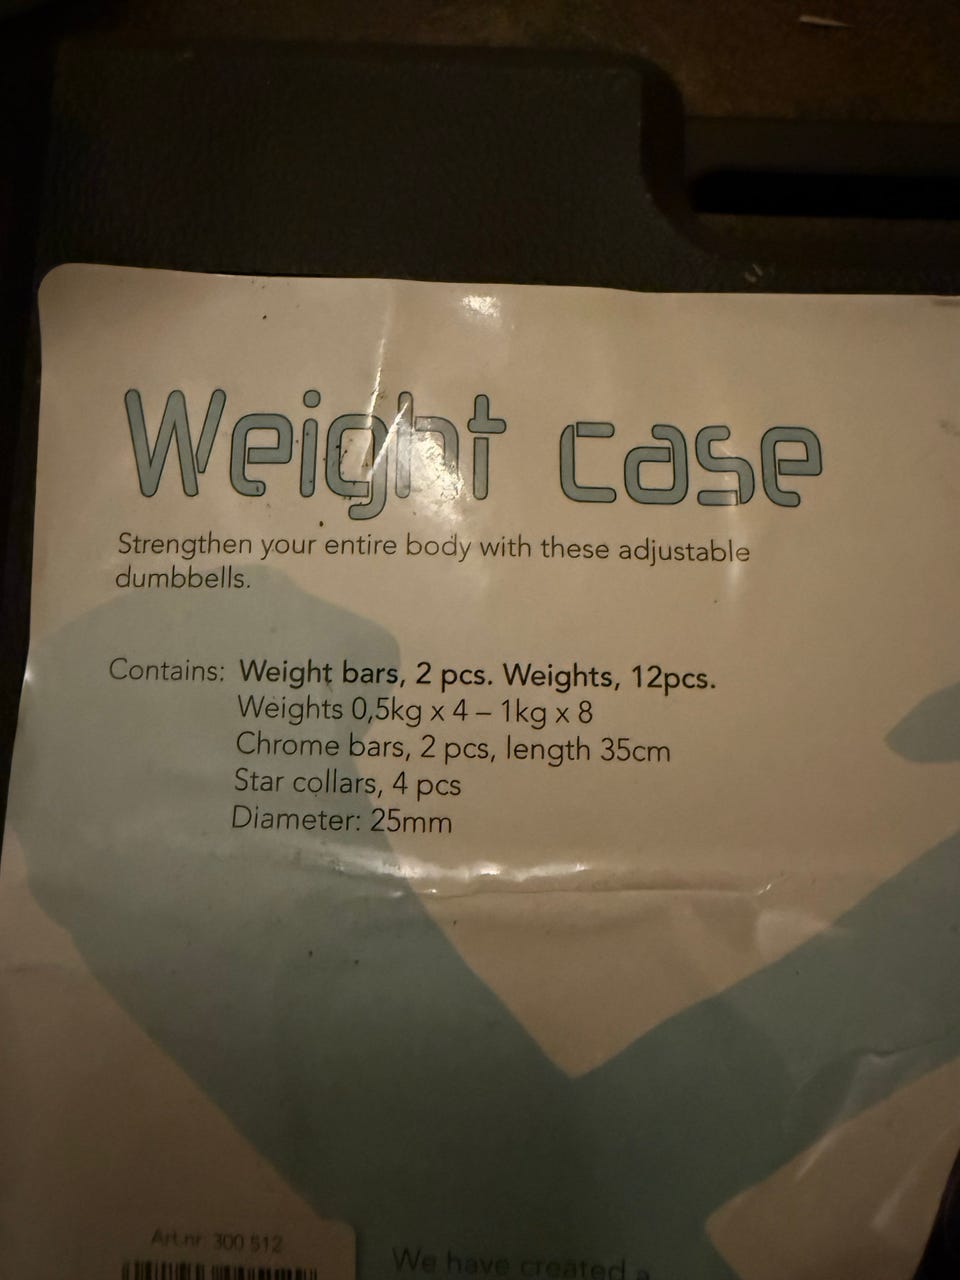 Weight case
Strengthen your entire body with these adjustable
dumbbells.
Contains: Weight bars, 2 pcs. Weights, 12pcs.
Weights 0,5kg x 4 – 1kg x 8
Chrome bars, 2 pcs, length 35cm
Star collars, 4 pcs
Diameter: 25mm
Art.nr: 300 512
We have created a